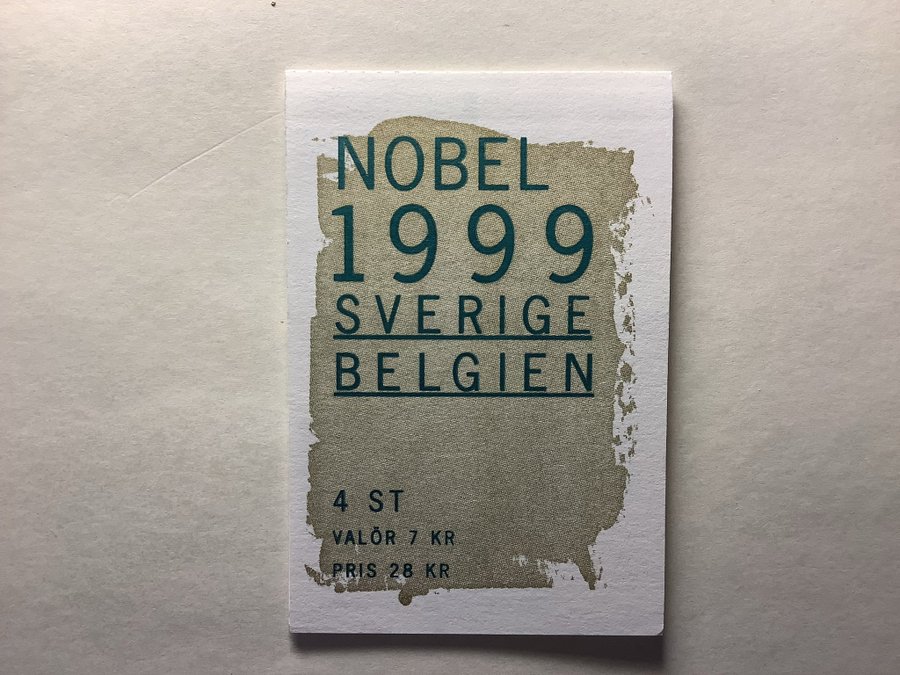 NOBEL
1999
SVERIGE
BELGIEN
4 ST
VALÖR 7 KR
PRIS 28 KR